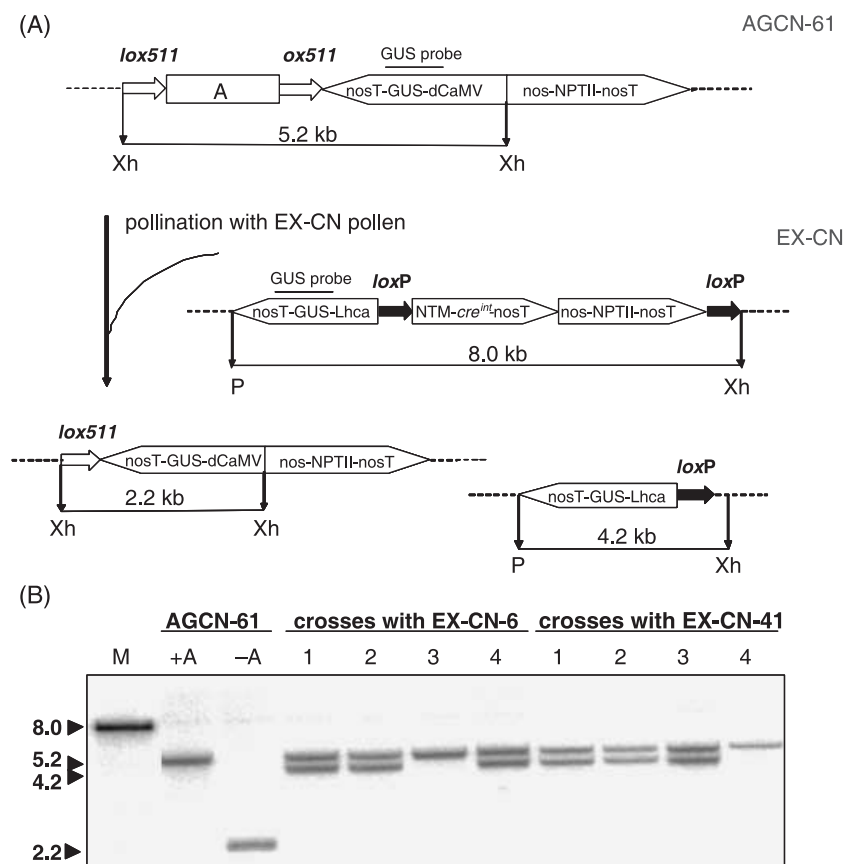 (A)
AGCN-61
lox511
ox511
GUS probe
A
nosT-GUS-dCaMV
nos-NPTII-nosT
5.2 kb
Xh
Xh
pollination with EX-CN pollen
EX-CN
GUS probe
loxP
loxP
nosT-GUS-Lhca
NTM-cre^int-nosT
nos-NPTII-nosT
8.0 kb
P
Xh
lox511
nosT-GUS-dCaMV
nos-NPTII-nosT
2.2 kb
Xh
Xh
loxP
nosT-GUS-Lhca
4.2 kb
P
Xh
(B)
AGCN-61 crosses with EX-CN-6 crosses with EX-CN-41
M +A –A 1 2 3 4 1 2 3 4
8.0
5.2
4.2
2.2